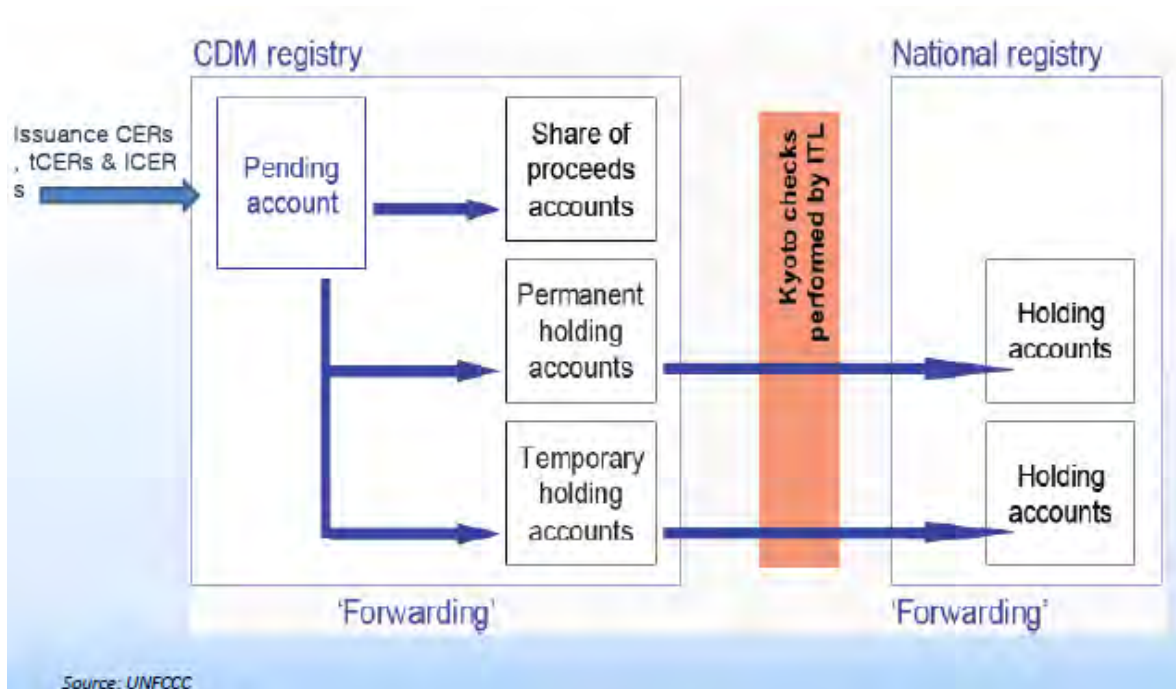 CDM registry
National registry
Issuance CERs
, tCERs & lCER
s
Pending
account
Share of
proceeds
accounts
Permanent
holding
accounts
Temporary
holding
accounts
Kyoto checks
performed by ITL
Holding
accounts
Holding
accounts
'Forwarding'
'Forwarding'
Source: UNFCCC